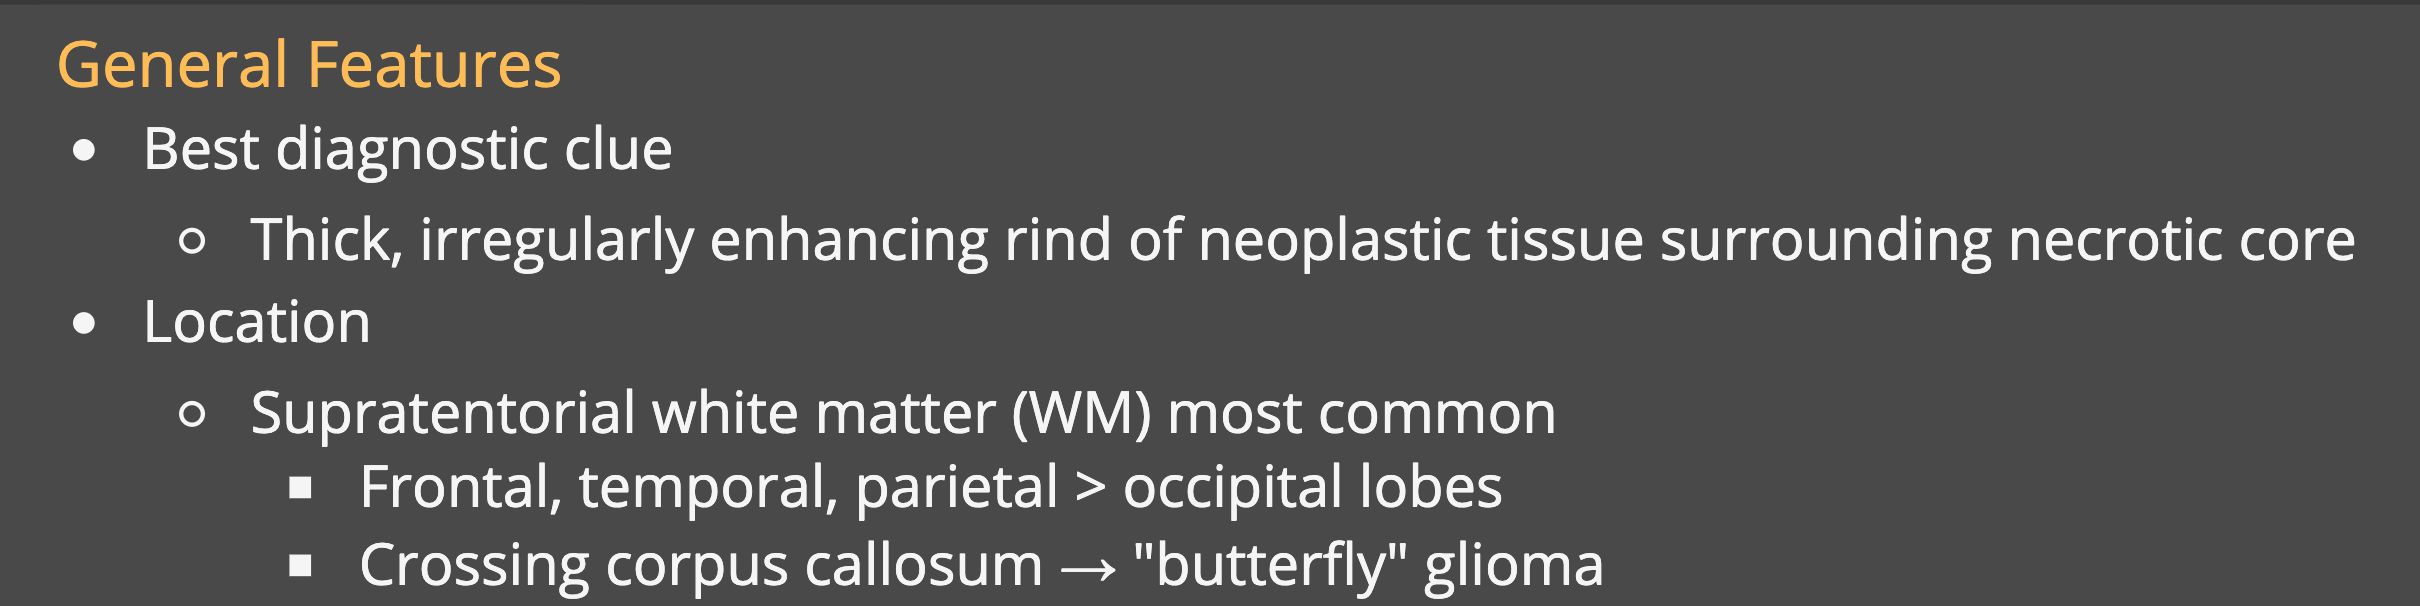 General Features
• Best diagnostic clue
○ Thick, irregularly enhancing rind of neoplastic tissue surrounding necrotic core
• Location
○ Supratentorial white matter (WM) most common
▪ Frontal, temporal, parietal > occipital lobes
▪ Crossing corpus callosum → "butterfly" glioma